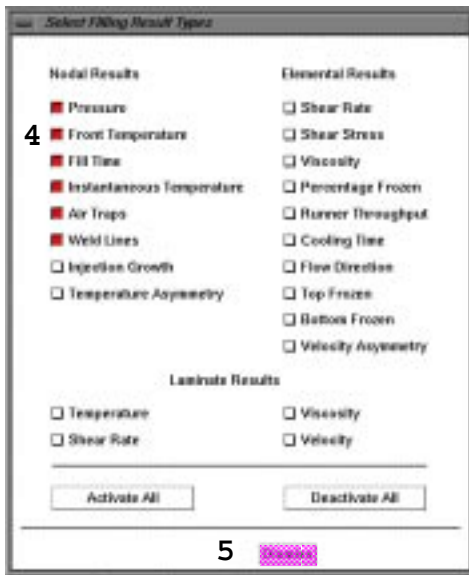 Select Filling Result Types
Nodal Results
Elemental Results
Pressure
Shear Rate
4
Front Temperature
Shear Stress
Fill Time
Viscosity
Instantaneous Temperature
Percentage Frozen
Air Traps
Runner Throughput
Weld Lines
Cooling Time
Injection Growth
Flow Direction
Temperature Asymmetry
Top Frozen
Bottom Frozen
Velocity Asymmetry
Laminate Results
Temperature
Viscosity
Shear Rate
Velocity
Activate All
Deactivate All
5
Dismiss